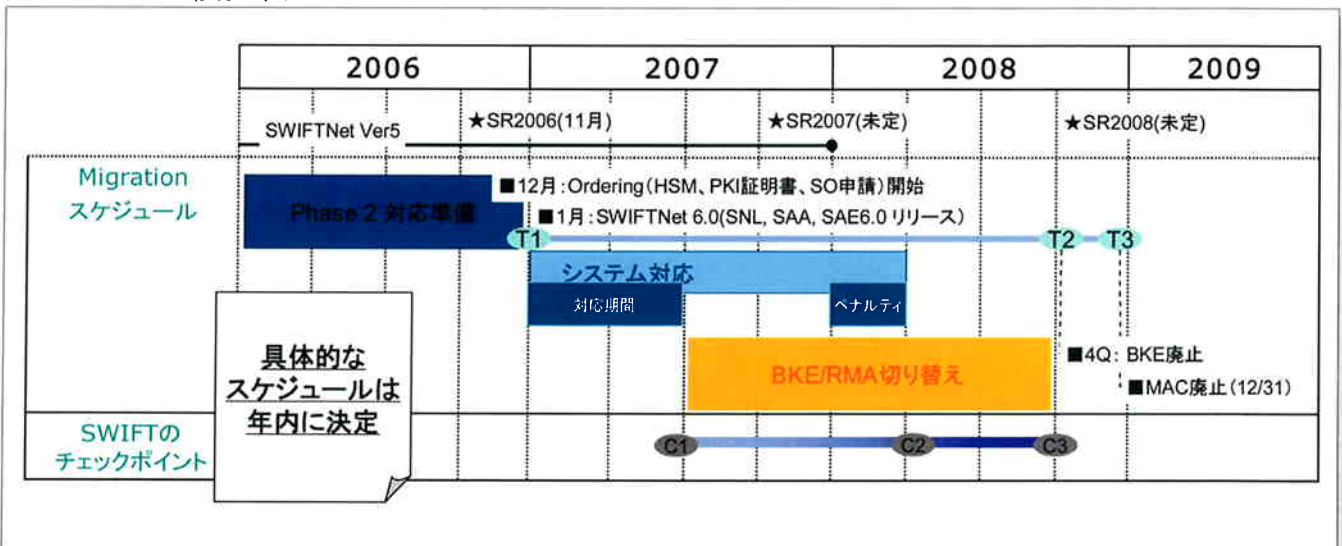 2006 2007 2008 2009
SWIFTNet Ver5
★SR2006(11月)
★SR2007(未定)
★SR2008(未定)
Migration
スケジュール
Phase 2 対応準備
■12月:Ordering(HSM、PKI証明書、SO申請)開始
■1月:SWIFTNet 6.0(SNL, SAA, SAE6.0 リリース)
T1 T2 T3
システム対応
対応期間
ペナルティ
BKE/RMA切り替え
■4Q: BKE廃止
■MAC廃止(12/31)
具体的な
スケジュールは
年内に決定
SWIFTの
チェックポイント
C1 C2 C3